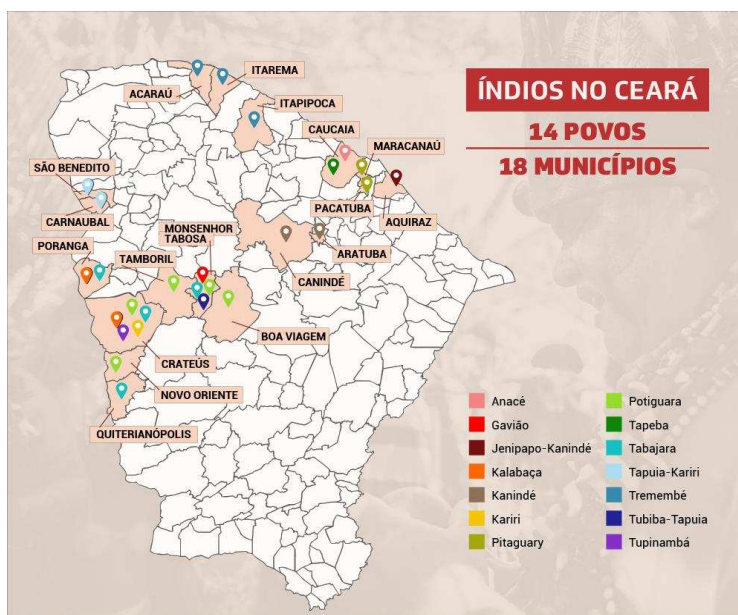 ÍNDIOS NO CEARÁ
14 POVOS
18 MUNICÍPIOS
ITAREMA
ACARAÚ
ITAPIPOCA
CAUCAIA
MARACANAÚ
SÃO BENEDITO
PACATUBA
CARNAUBAL
AQUIRAZ
MONSENHOR
TABOSA
PORANGA
ARATUBA
TAMBORIL
CANINDÉ
BOA VIAGEM
CRATEÚS
NOVO ORIENTE
QUITERIANÓPOLIS
Anacé
Gavião
Jenipapo-Kanindé
Kalabaça
Kanindé
Kariri
Pitaguary
Potiguara
Tapeba
Tabajara
Tapuia-Kariri
Tremembé
Tubiba-Tapuia
Tupinambá